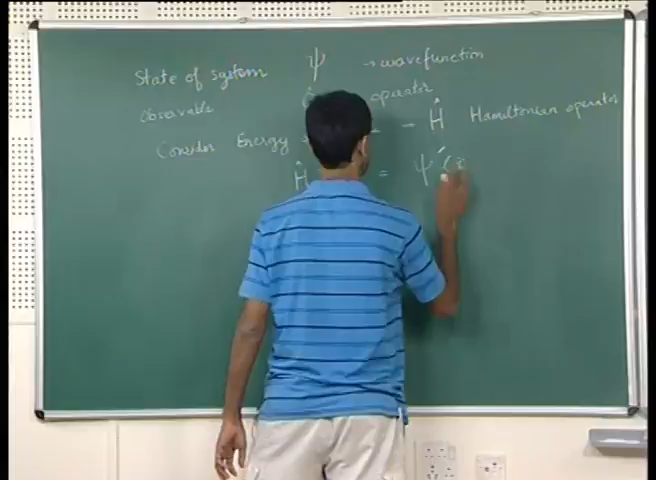 State of system ψ → wavefunction
Observable operator
Consider Energy → – Ĥ Hamiltonian operator
Ĥ = ψ′(